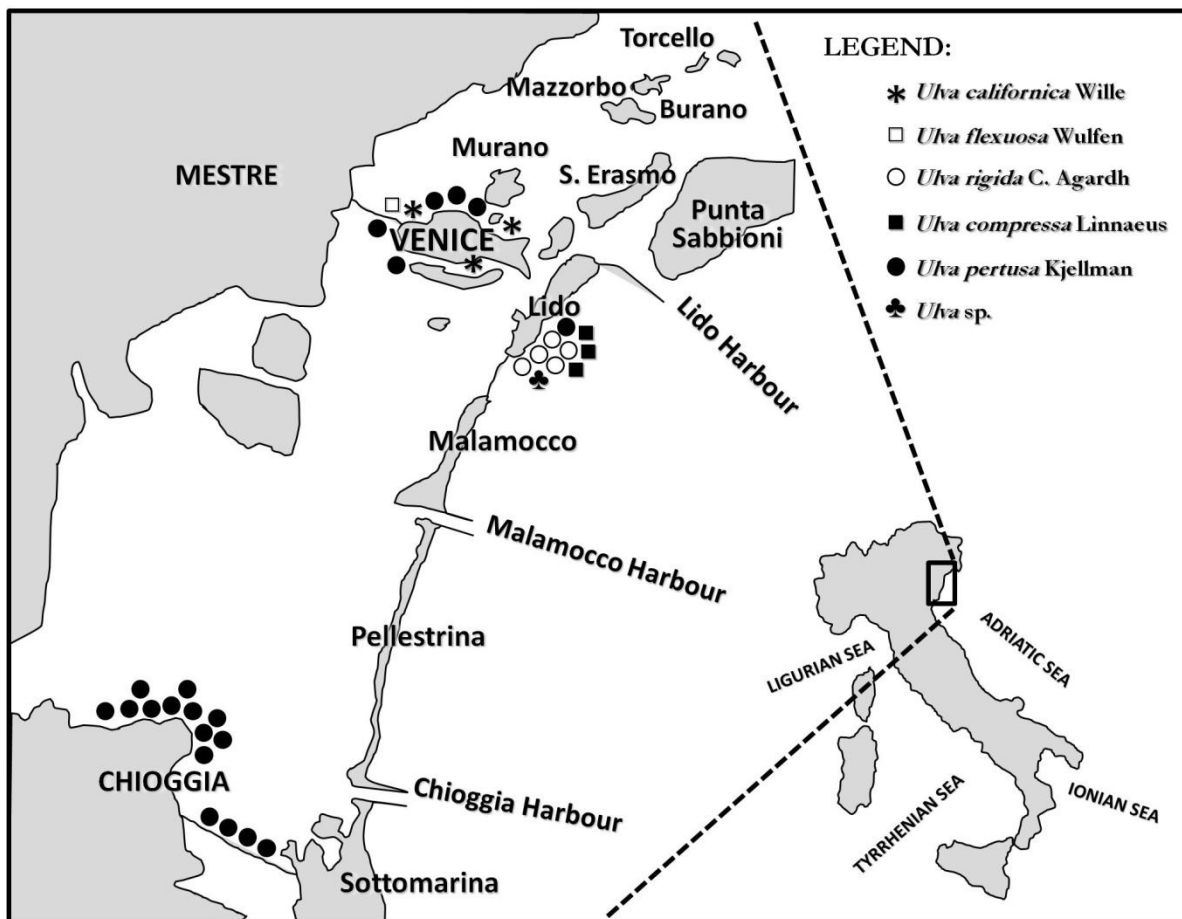 Torcello
Mazzorbo
Burano
Murano
S. Erasmo
MESTRE
Punta
Sabbioni
VENICE
Lido
Lido Harbour
Malamocco
Malamocco Harbour
Pellestrina
CHIOGGIA
Chioggia Harbour
Sottomarina
LEGEND:
Ulva californica Wille
Ulva flexuosa Wulfen
Ulva rigida C. Agardh
Ulva compressa Linnaeus
Ulva pertusa Kjellman
Ulva sp.
LIGURIAN SEA
ADRIATIC SEA
TYRRHENIAN SEA
IONIAN SEA